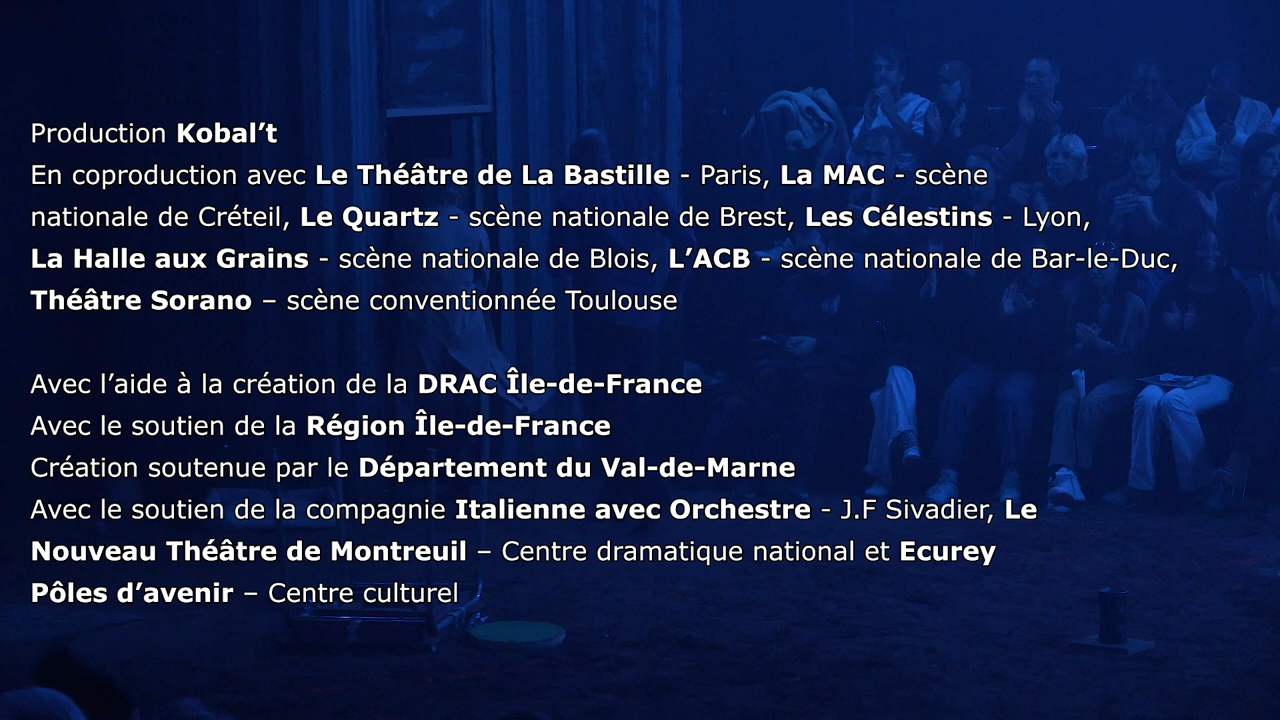 Production Kobal’t
En coproduction avec Le Théâtre de La Bastille - Paris, La MAC - scène
nationale de Créteil, Le Quartz - scène nationale de Brest, Les Célestins - Lyon,
La Halle aux Grains - scène nationale de Blois, L’ACB - scène nationale de Bar-le-Duc,
Théâtre Sorano – scène conventionnée Toulouse
Avec l’aide à la création de la DRAC Île-de-France
Avec le soutien de la Région Île-de-France
Création soutenue par le Département du Val-de-Marne
Avec le soutien de la compagnie Italienne avec Orchestre - J.F Sivadier, Le
Nouveau Théâtre de Montreuil – Centre dramatique national et Ecurey
Pôles d’avenir – Centre culturel